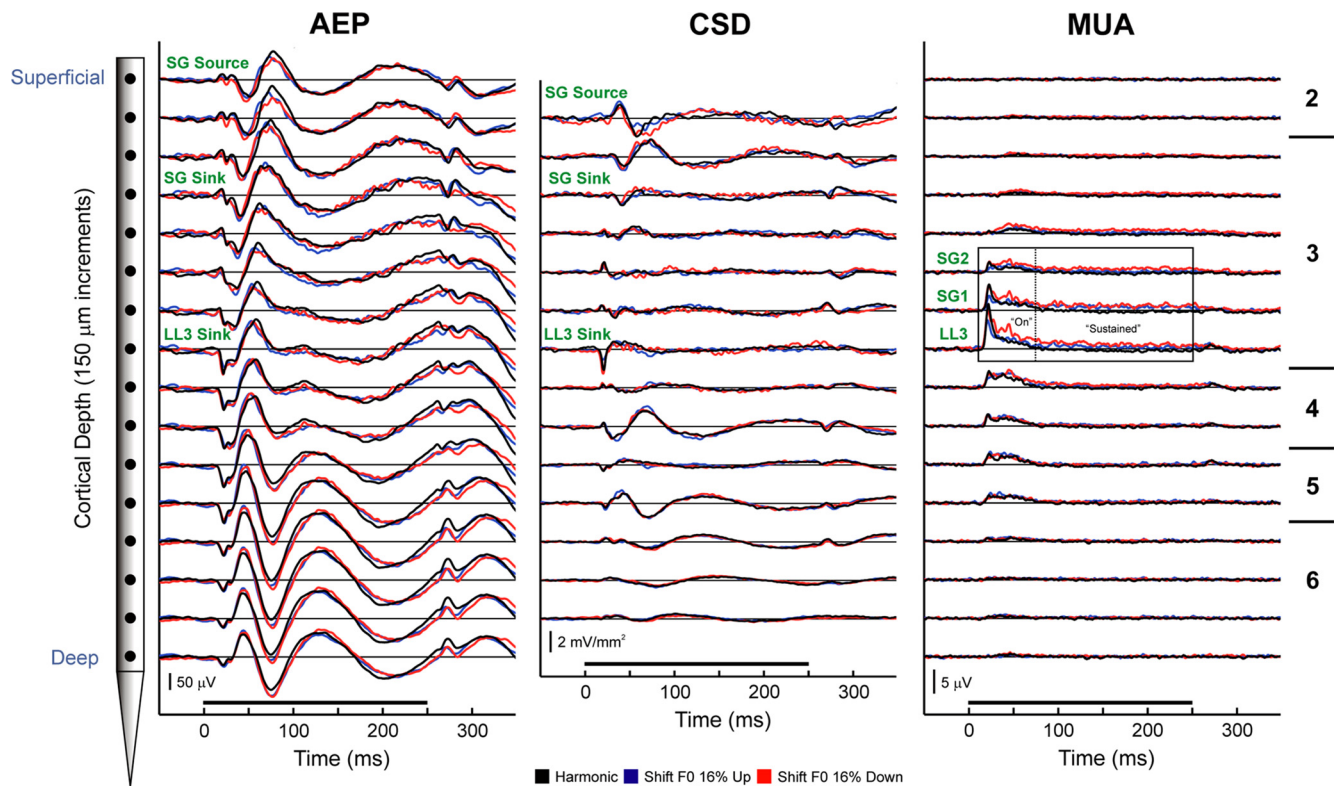 AEP
CSD
MUA
Superficial
Cortical Depth (150 μm increments)
Deep
SG Source
SG Sink
LL3 Sink
50 μV
0 100 200 300
Time (ms)
SG Source
SG Sink
LL3 Sink
2 mV/mm²
0 100 200 300
Time (ms)
SG2
SG1
LL3
"On"
"Sustained"
5 μV
0 100 200 300
Time (ms)
2
3
4
5
6
Harmonic Shift F0 16% Up Shift F0 16% Down